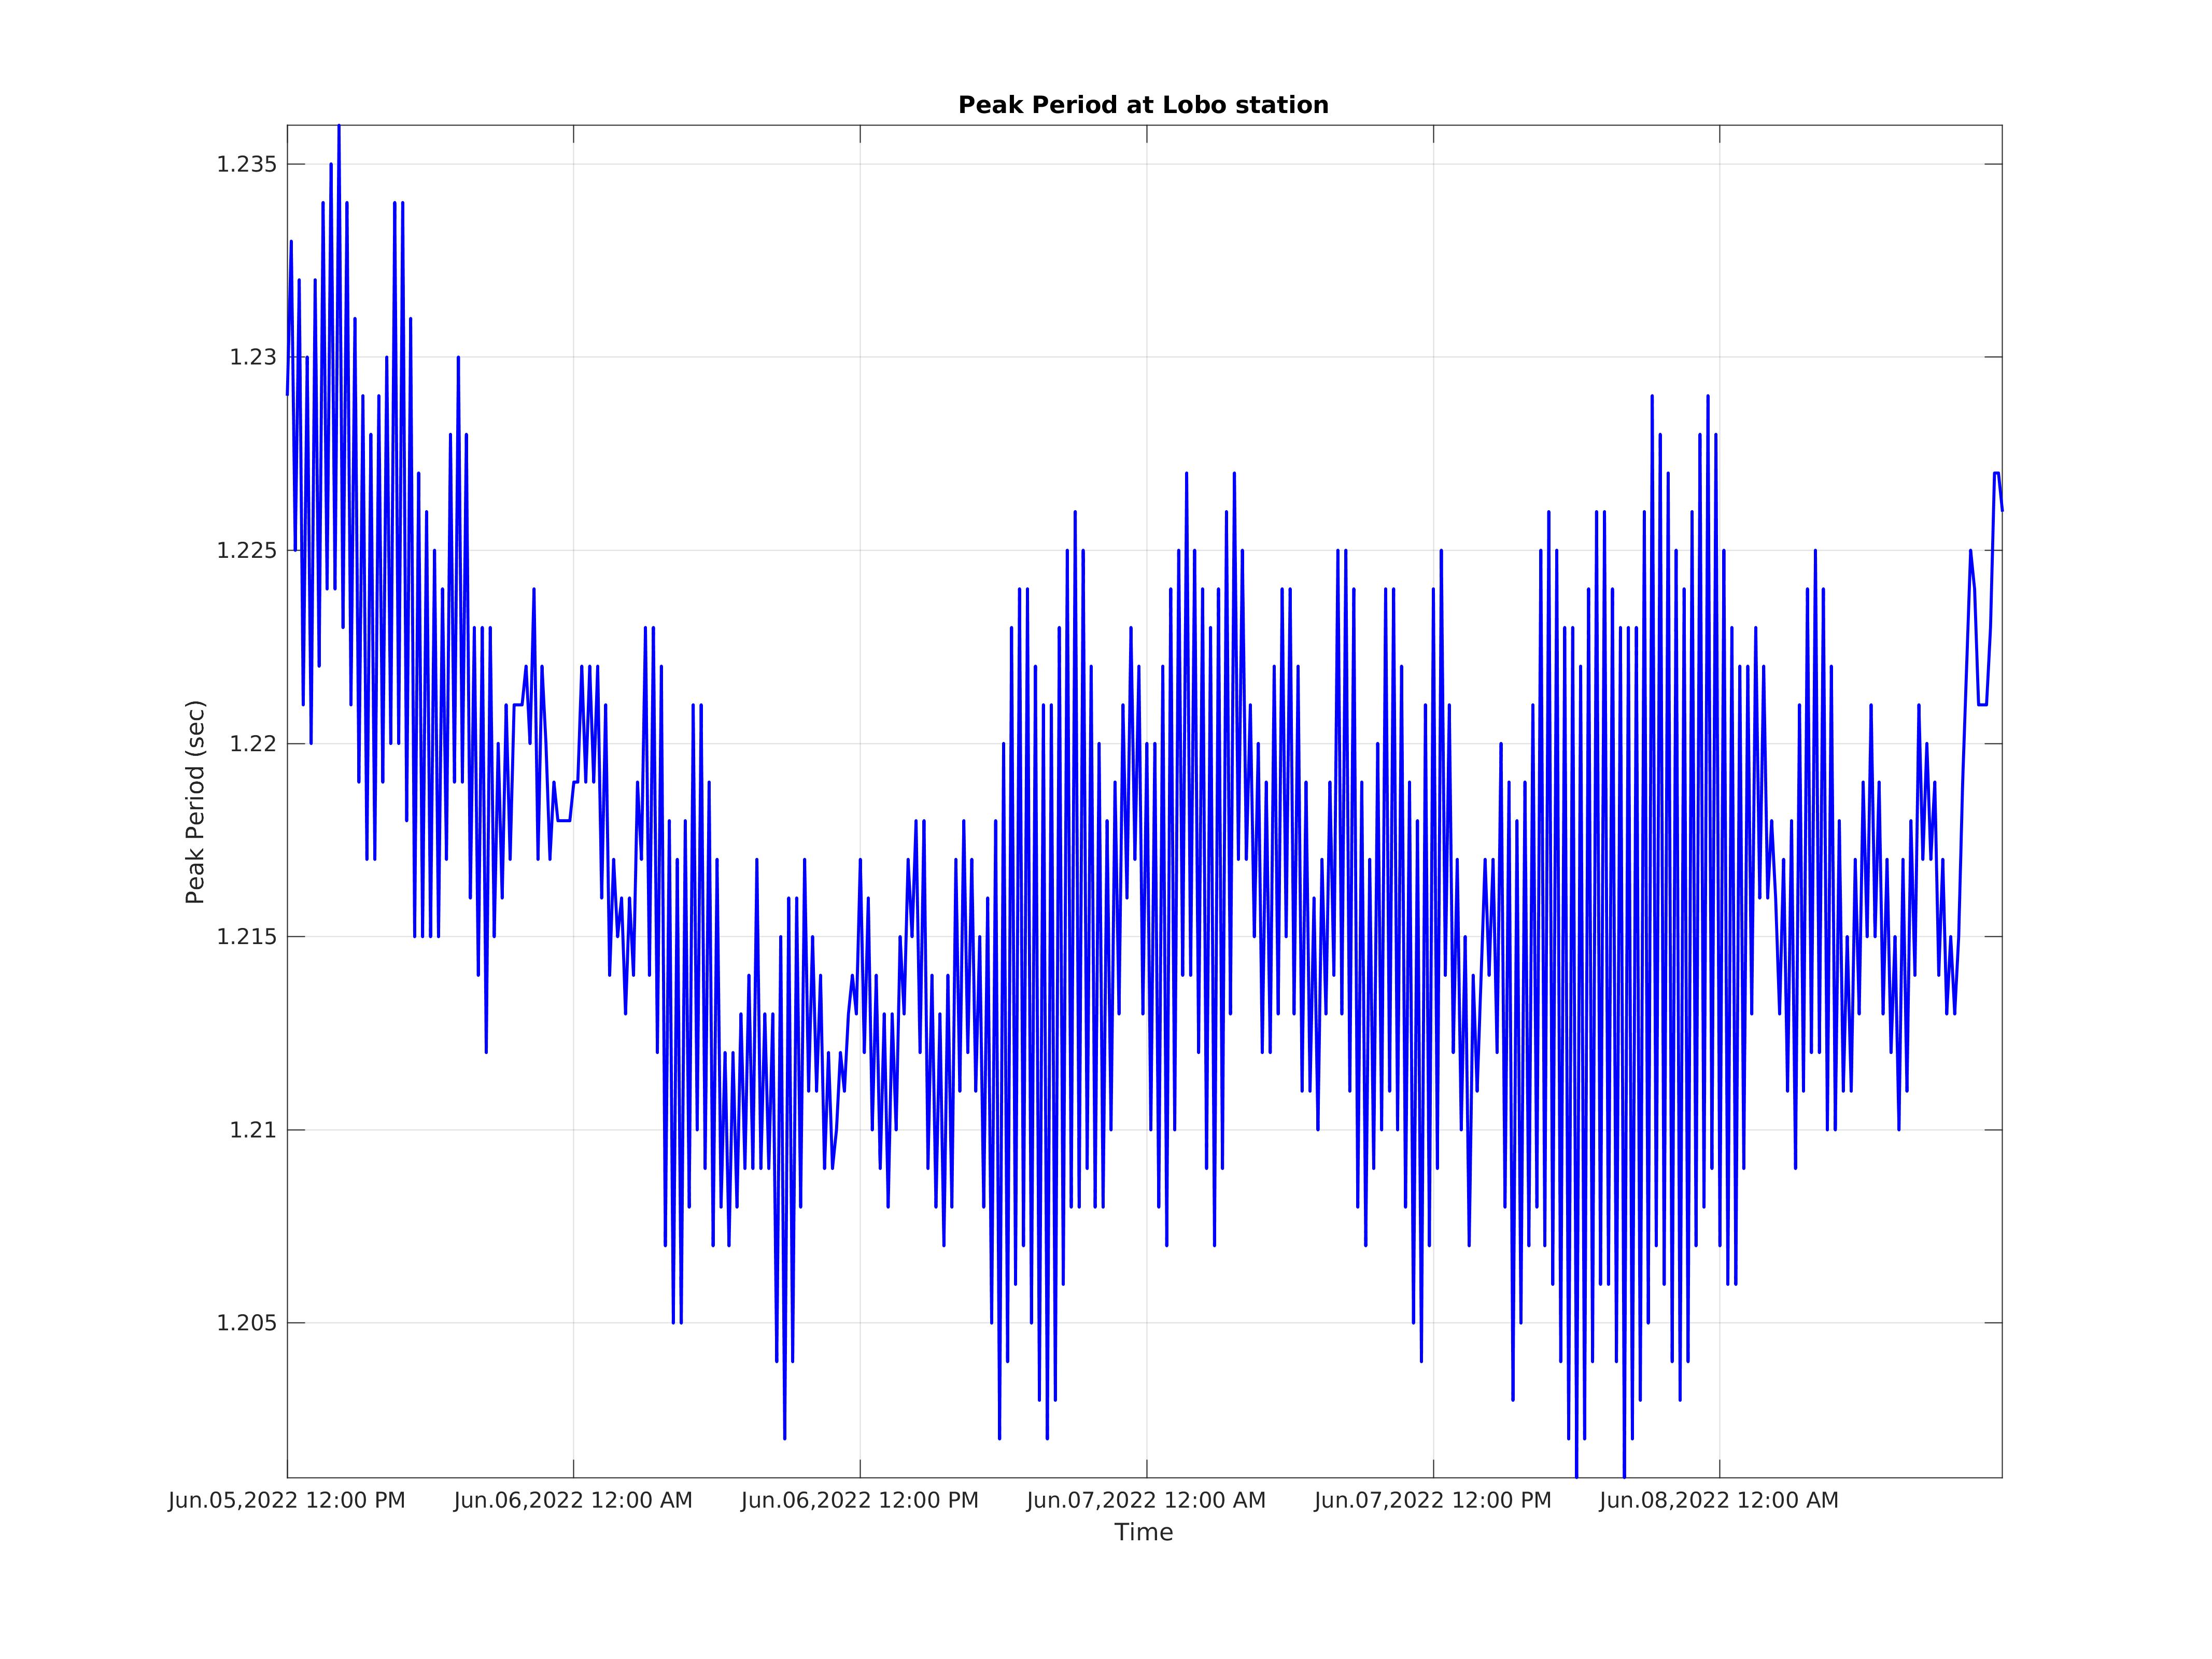 Peak Period at Lobo station
1.235
1.23
1.225
1.22
1.215
1.21
1.205
Peak Period (sec)
Jun.05,2022 12:00 PM Jun.06,2022 12:00 AM Jun.06,2022 12:00 PM Jun.07,2022 12:00 AM Jun.07,2022 12:00 PM Jun.08,2022 12:00 AM
Time